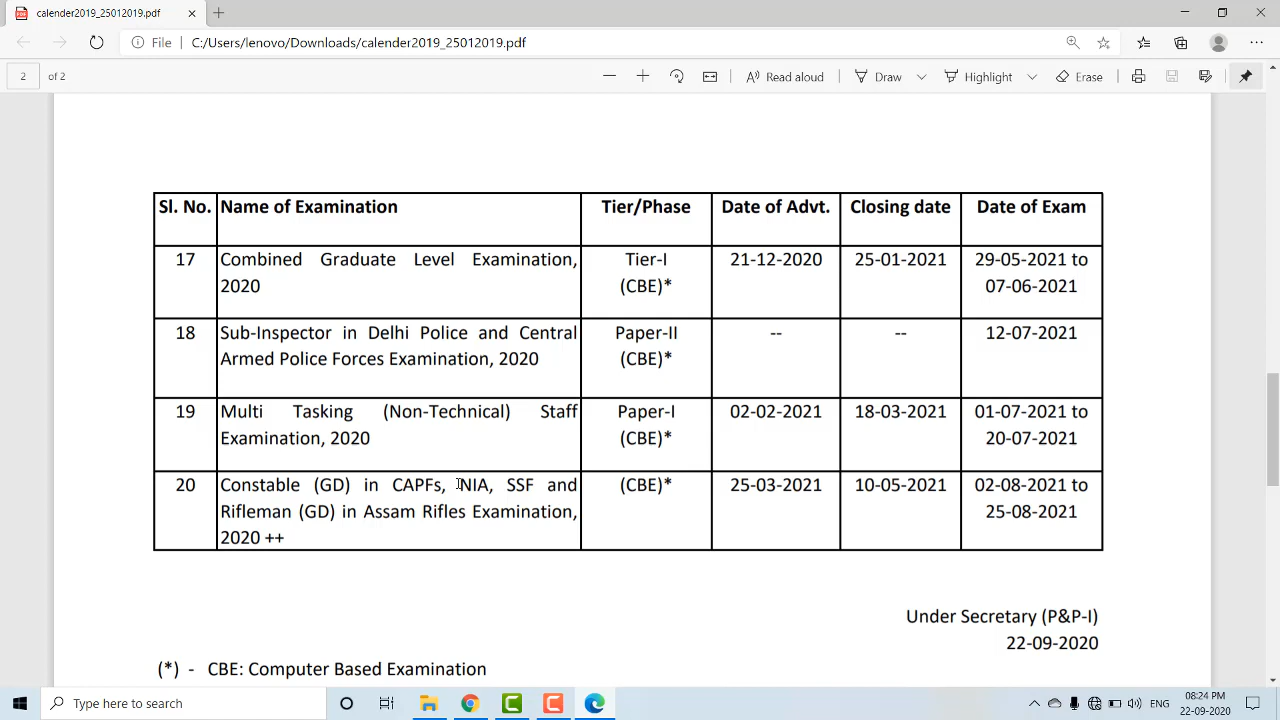 calender2019_25012019.pdf
File C:/Users/lenovo/Downloads/calender2019_25012019.pdf
2 of 2 Read aloud Draw Highlight Erase
Sl. No. Name of Examination Tier/Phase Date of Advt. Closing date Date of Exam
17 Combined Graduate Level Examination, Tier-I 21-12-2020 25-01-2021 29-05-2021 to
2020 (CBE)* 07-06-2021
18 Sub-Inspector in Delhi Police and Central Paper-II -- -- 12-07-2021
Armed Police Forces Examination, 2020 (CBE)*
19 Multi Tasking (Non-Technical) Staff Paper-I 02-02-2021 18-03-2021 01-07-2021 to
Examination, 2020 (CBE)* 20-07-2021
20 Constable (GD) in CAPFs, NIA, SSF and (CBE)* 25-03-2021 10-05-2021 02-08-2021 to
Rifleman (GD) in Assam Rifles Examination, 25-08-2021
2020 ++
Under Secretary (P&P-I)
22-09-2020
(*) - CBE: Computer Based Examination
Type here to search ENG 08:24 PM
22-09-2020